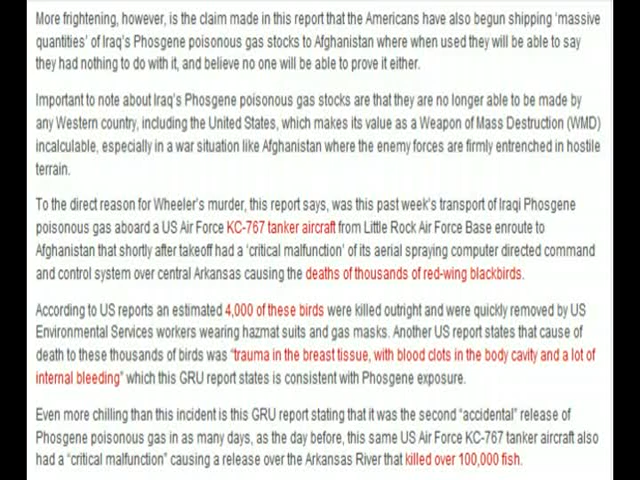 More frightening, however, is the claim made in this report that the Americans have also begun shipping ‘massive
quantities’ of Iraq’s Phosgene poisonous gas stocks to Afghanistan where when used they will be able to say
they had nothing to do with it, and believe no one will be able to prove it either.
Important to note about Iraq’s Phosgene poisonous gas stocks are that they are no longer able to be made by
any Western country, including the United States, which makes its value as a Weapon of Mass Destruction (WMD)
incalculable, especially in a war situation like Afghanistan where the enemy forces are firmly entrenched in hostile
terrain.
To the direct reason for Wheeler’s murder, this report says, was this past week’s transport of Iraqi Phosgene
poisonous gas aboard a US Air Force KC-767 tanker aircraft from Little Rock Air Force Base enroute to
Afghanistan that shortly after takeoff had a ‘critical malfunction’ of its aerial spraying computer directed command
and control system over central Arkansas causing the deaths of thousands of red-wing blackbirds.
According to US reports an estimated 4,000 of these birds were killed outright and were quickly removed by US
Environmental Services workers wearing hazmat suits and gas masks. Another US report states that cause of
death to these thousands of birds was “trauma in the breast tissue, with blood clots in the body cavity and a lot of
internal bleeding” which this GRU report states is consistent with Phosgene exposure.
Even more chilling than this incident is this GRU report stating that it was the second “accidental” release of
Phosgene poisonous gas in as many days, as the day before, this same US Air Force KC-767 tanker aircraft also
had a “critical malfunction” causing a release over the Arkansas River that killed over 100,000 fish.